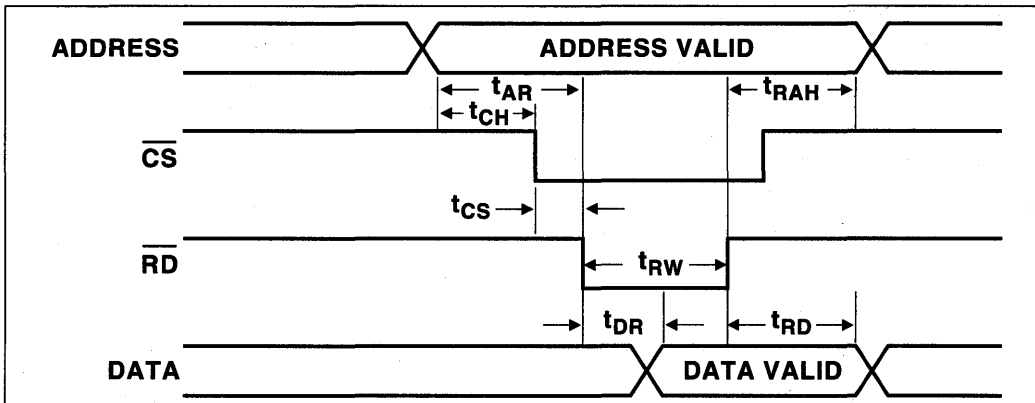 ADDRESS
ADDRESS VALID
tAR
tRAH
tCH
CS
tCS
RD
tRW
tDR
tRD
DATA
DATA VALID